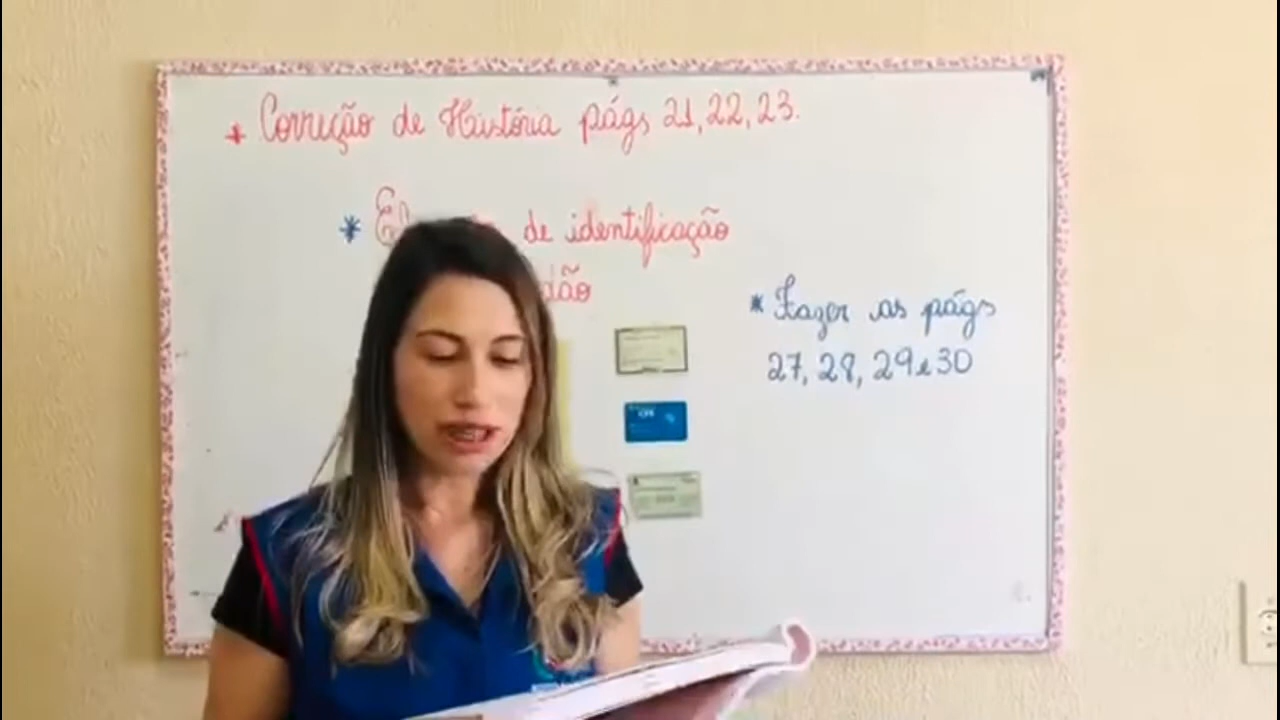 + Correção de História págs 21, 22, 23.
* de identificação
dão
* Fazer as págs
27, 28, 29 e 30
CPF